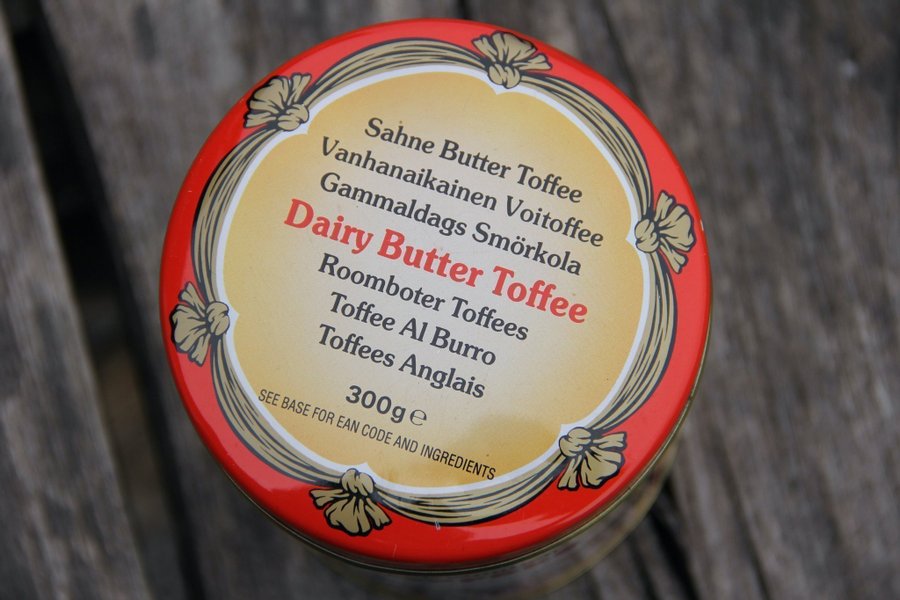 Sahne Butter Toffee
Vanhanaikainen Voitoffee
Gammaldags Smörkola
Dairy Butter Toffee
Roomboter Toffees
Toffee Al Burro
Toffees Anglais
300g ℮
SEE BASE FOR EAN CODE AND INGREDIENTS